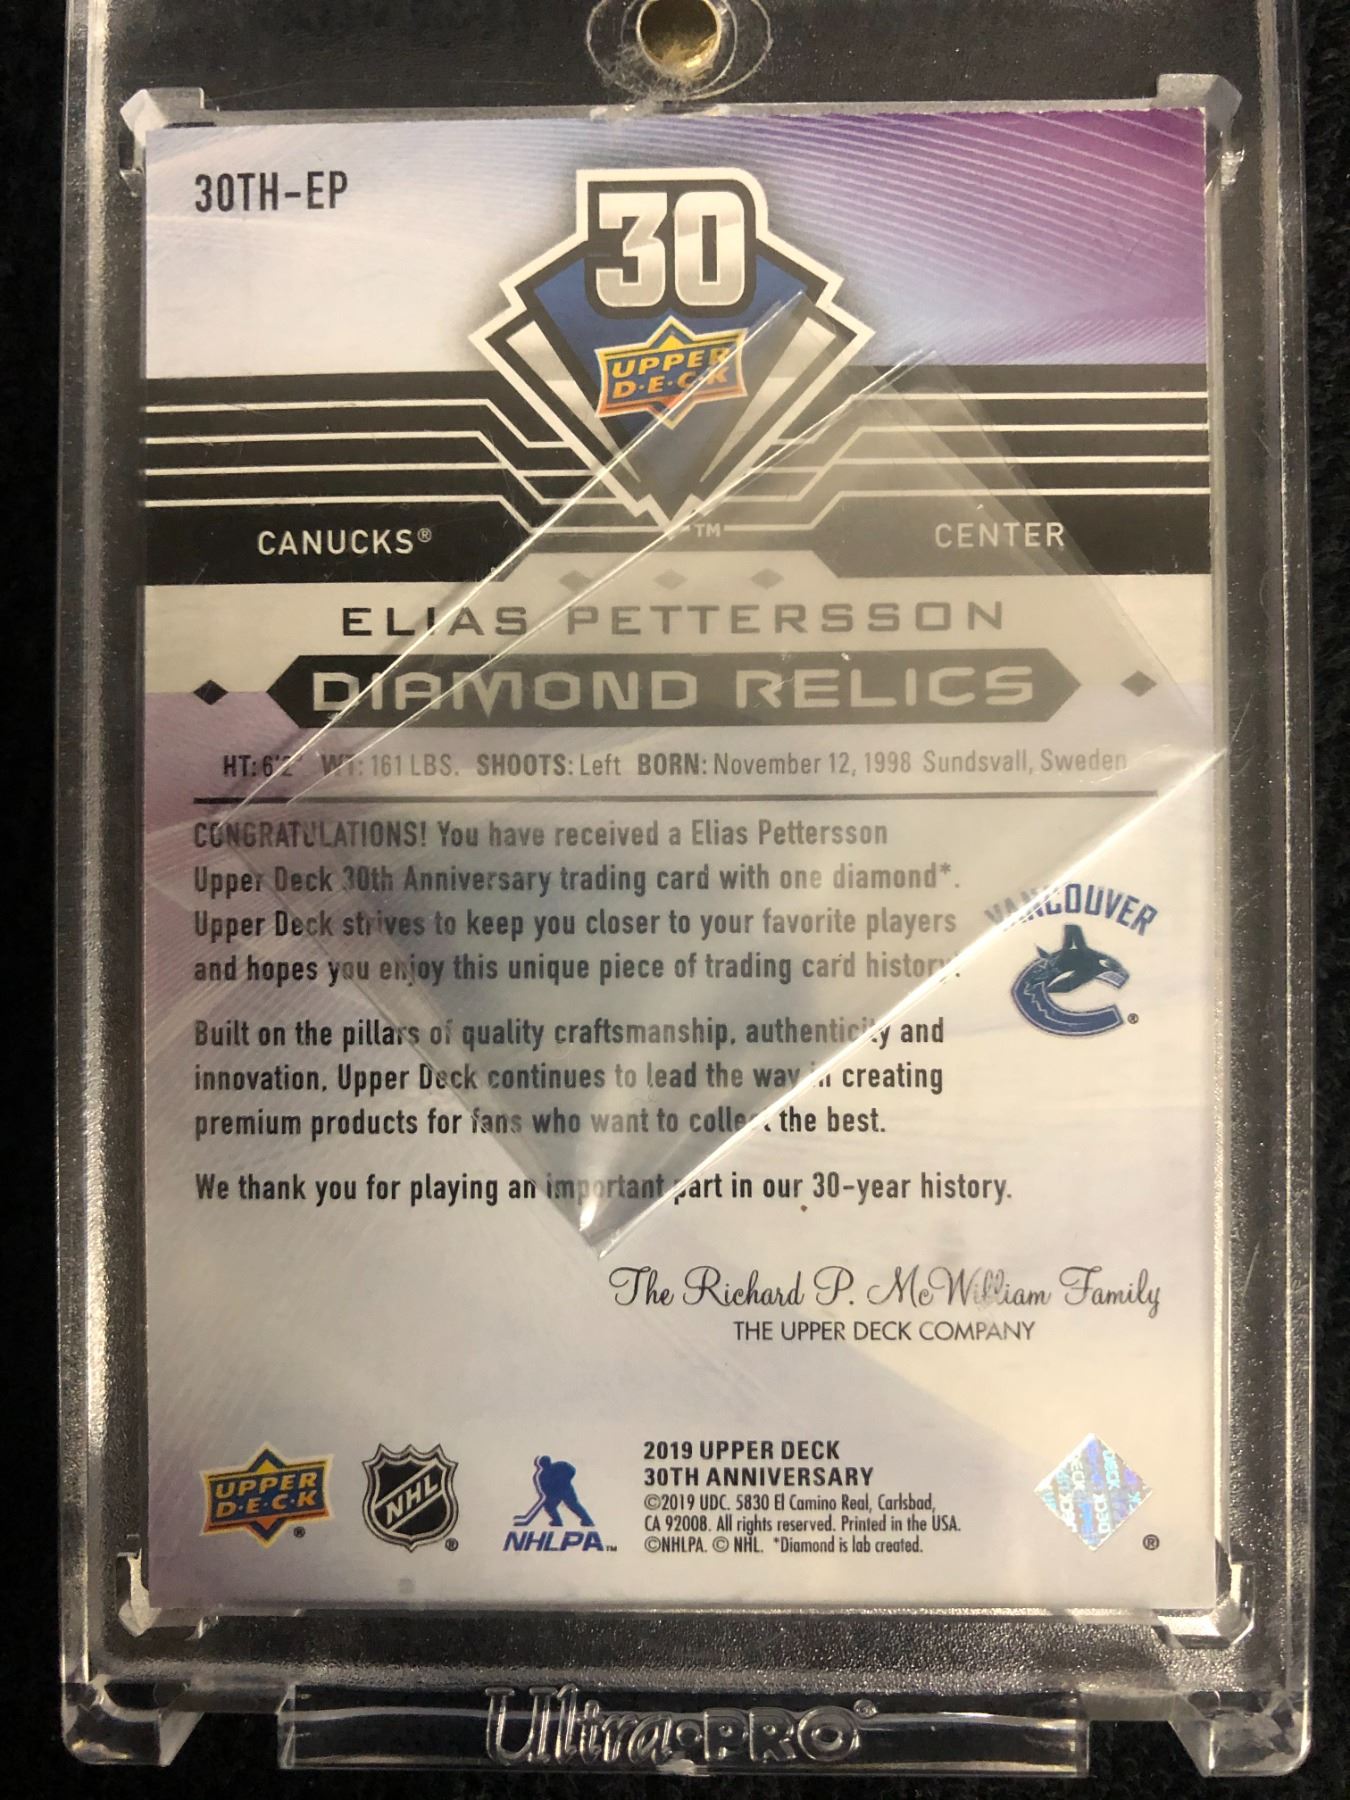 30TH-EP
30
UPPER
D·E·C·K
TM
CANUCKS® CENTER
ELIAS PETTERSSON
DIAMOND RELICS
HT: 6'2" WT: 161 LBS. SHOOTS: Left BORN: November 12, 1998 Sundsvall, Sweden
CONGRATULATIONS! You have received a Elias Pettersson
Upper Deck 30th Anniversary trading card with one diamond*.
Upper Deck strives to keep you closer to your favorite players
and hopes you enjoy this unique piece of trading card history!
VANCOUVER
®
Built on the pillars of quality craftsmanship, authenticity and
innovation, Upper Deck continues to lead the way in creating
premium products for fans who want to collect the best.
We thank you for playing an important part in our 30-year history.
The Richard P. McWilliam Family
THE UPPER DECK COMPANY
UPPER
D·E·C·K
®
NHL
®
NHLPA™
2019 UPPER DECK
30TH ANNIVERSARY
©2019 UDC. 5830 El Camino Real, Carlsbad,
CA 92008. All rights reserved. Printed in the USA.
©NHLPA. © NHL. *Diamond is lab created.
®
Ultra·PRO®